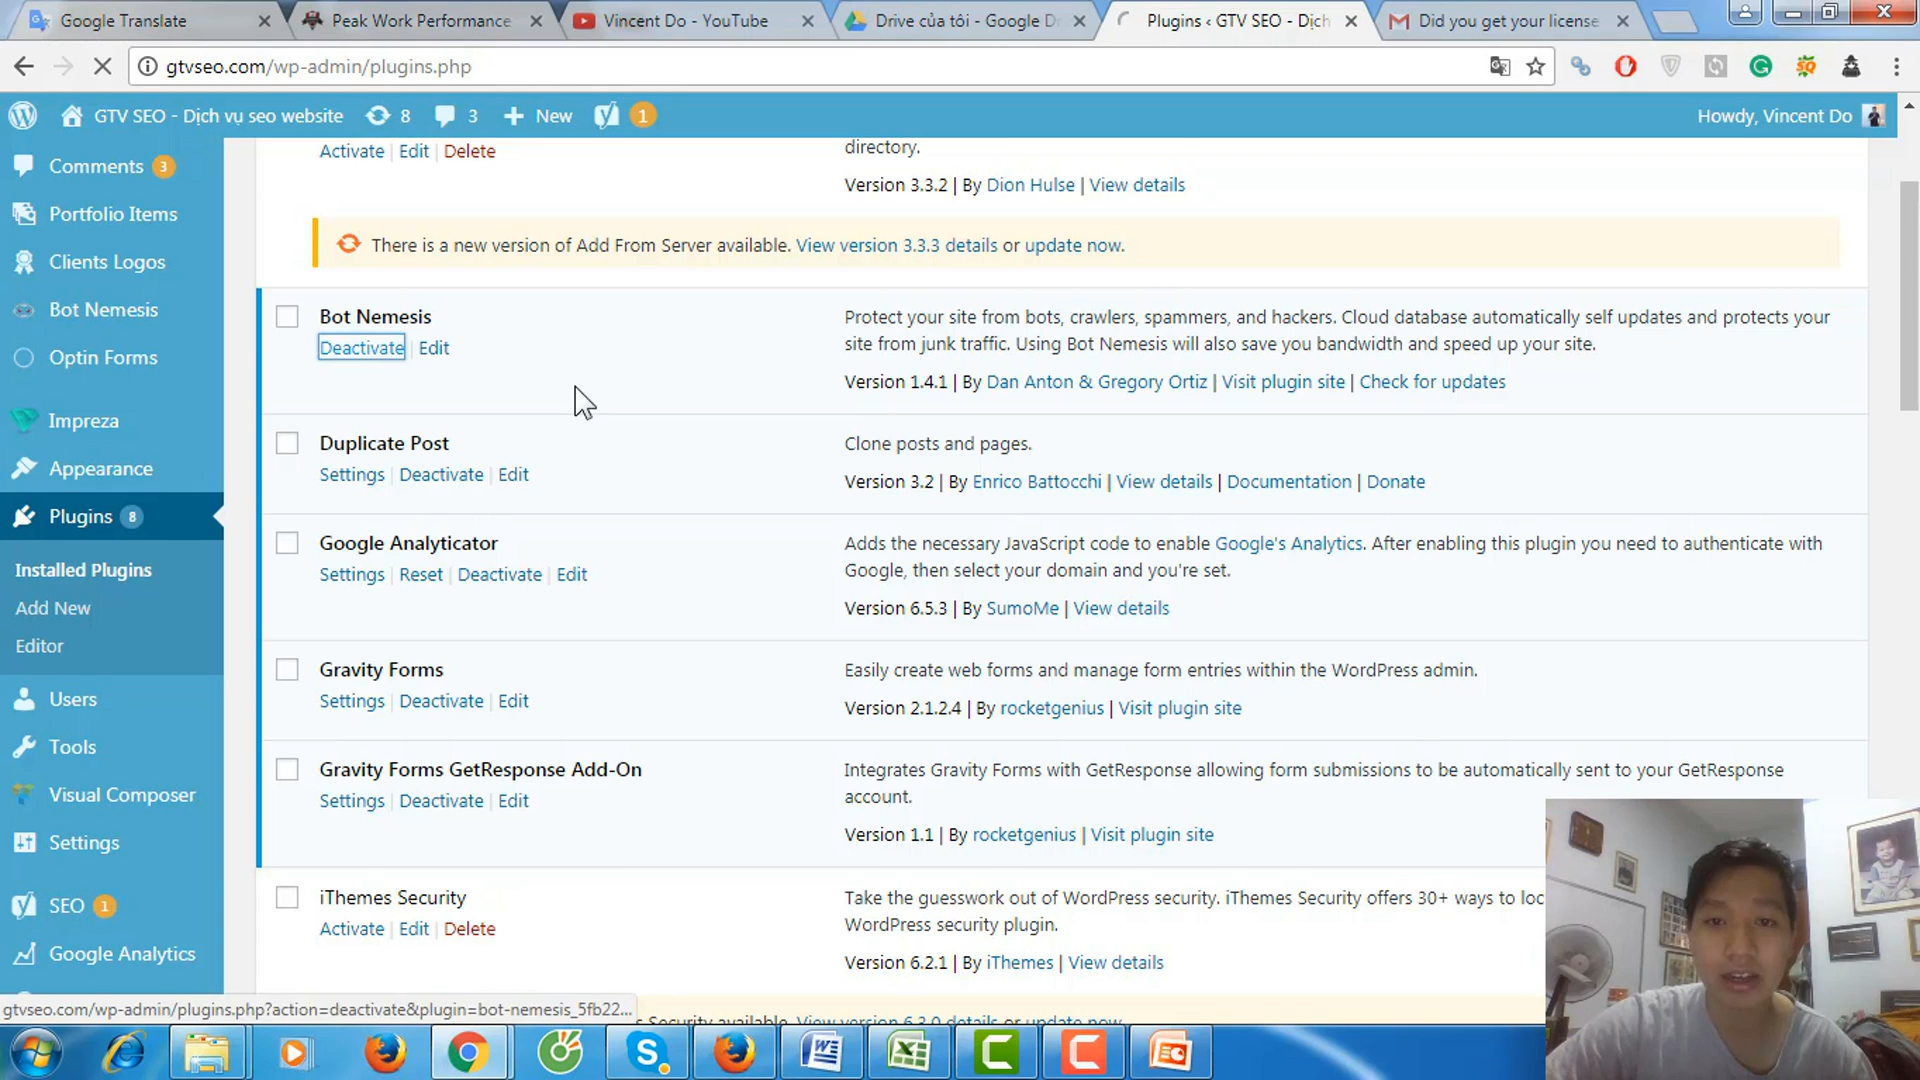 Google Translate
Peak Work Performance
Vincent Do - YouTube
Drive của tôi - Google Dr
Plugins ‹ GTV SEO - Dịch
Did you get your license
gtvseo.com/wp-admin/plugins.php
GTV SEO - Dịch vụ seo website
8
3
New
1
Howdy, Vincent Do
Comments 3
Portfolio Items
Clients Logos
Bot Nemesis
Optin Forms
Impreza
Appearance
Plugins 8
Installed Plugins
Add New
Editor
Users
Tools
Visual Composer
Settings
SEO 1
Google Analytics
Activate | Edit | Delete
directory.
Version 3.3.2 | By Dion Hulse | View details
There is a new version of Add From Server available. View version 3.3.3 details or update now.
Bot Nemesis
Deactivate | Edit
Protect your site from bots, crawlers, spammers, and hackers. Cloud database automatically self updates and protects your
site from junk traffic. Using Bot Nemesis will also save you bandwidth and speed up your site.
Version 1.4.1 | By Dan Anton & Gregory Ortiz | Visit plugin site | Check for updates
Duplicate Post
Settings | Deactivate | Edit
Clone posts and pages.
Version 3.2 | By Enrico Battocchi | View details | Documentation | Donate
Google Analyticator
Settings | Reset | Deactivate | Edit
Adds the necessary JavaScript code to enable Google's Analytics. After enabling this plugin you need to authenticate with
Google, then select your domain and you're set.
Version 6.5.3 | By SumoMe | View details
Gravity Forms
Settings | Deactivate | Edit
Easily create web forms and manage form entries within the WordPress admin.
Version 2.1.2.4 | By rocketgenius | Visit plugin site
Gravity Forms GetResponse Add-On
Settings | Deactivate | Edit
Integrates Gravity Forms with GetResponse allowing form submissions to be automatically sent to your GetResponse
account.
Version 1.1 | By rocketgenius | Visit plugin site
iThemes Security
Activate | Edit | Delete
Take the guesswork out of WordPress security. iThemes Security offers 30+ ways to loc
WordPress security plugin.
Version 6.2.1 | By iThemes | View details
s Security available. View version 6.3.0 details or update now.
gtvseo.com/wp-admin/plugins.php?action=deactivate&plugin=bot-nemesis_5fb22...